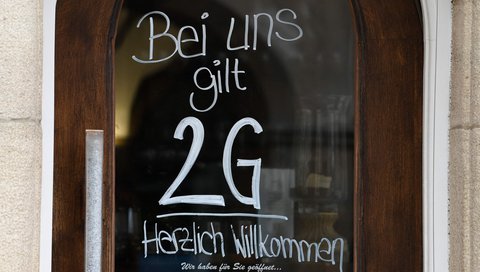 Bei uns
gilt
2G
Herzlich Willkommen
Wir haben für Sie geöffnet...